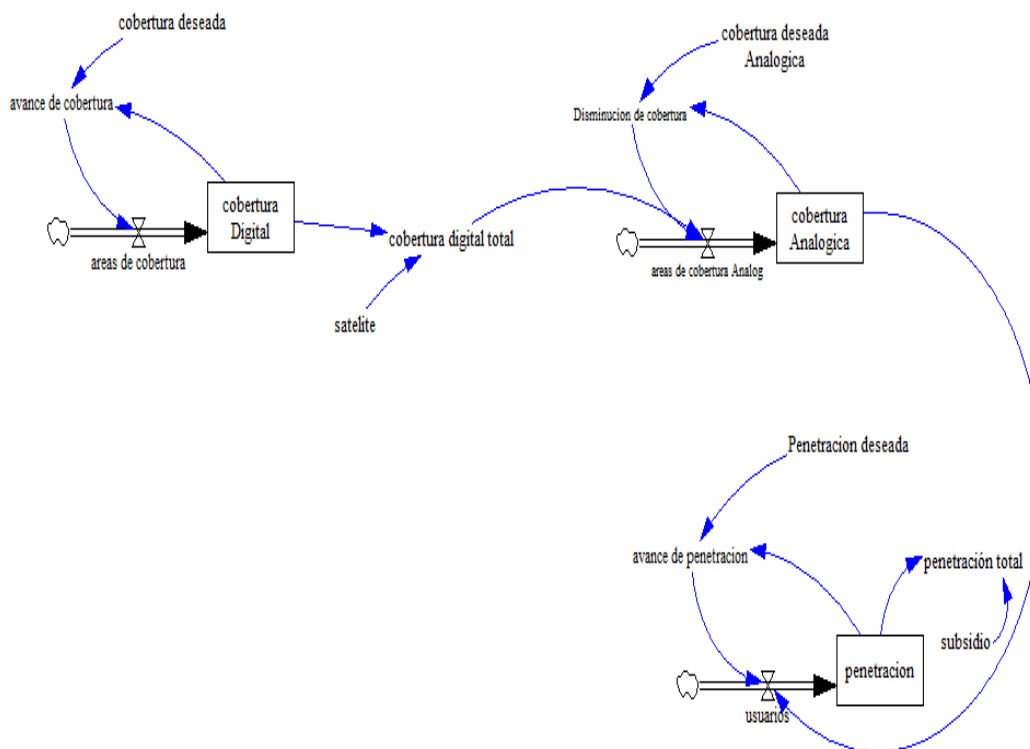 cobertura deseada
avance de cobertura
cobertura
Digital
areas de cobertura
cobertura digital total
satelite
cobertura deseada
Analogica
Disminucion de cobertura
cobertura
Analogica
areas de cobertura Analog
Penetracion deseada
avance de penetracion
penetración total
subsidio
penetracion
usuarios